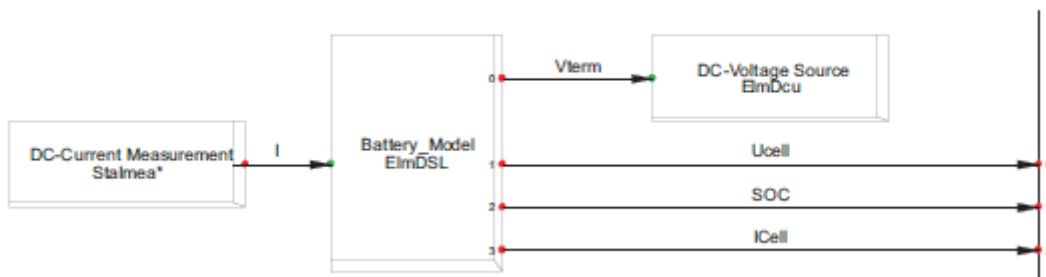 DC-Current Measurement
StaImea*
I
Battery_Model
ElmDSL
0
1
2
3
Vterm
DC-Voltage Source
ElmDcu
Ucell
SOC
ICell